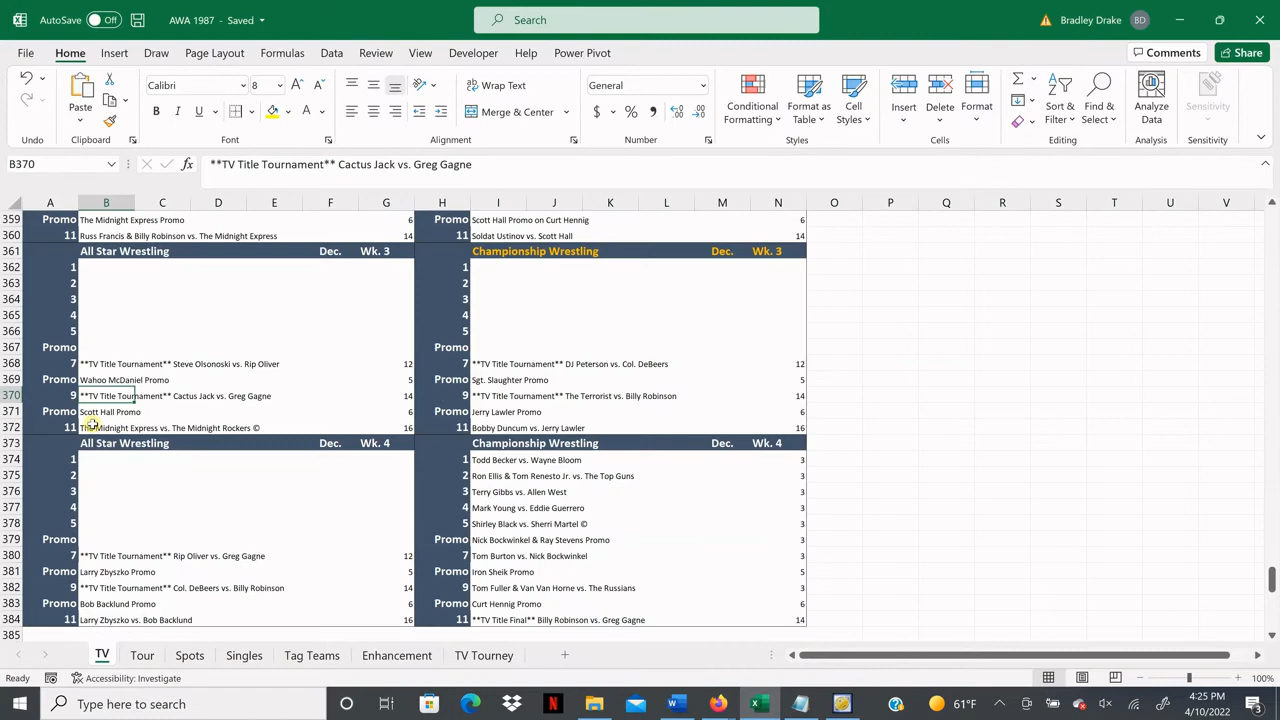 AutoSave Off AWA 1987 - Saved Search Bradley Drake BD
File Home Insert Draw Page Layout Formulas Data Review View Developer Help Power Pivot Comments Share
Calibri 8 Wrap Text General
Paste Merge & Center Conditional Formatting Format as Table Cell Styles Insert Delete Format Sort & Filter Find & Select Analyze Data Sensitivity
Undo Clipboard Font Alignment Number Styles Cells Editing Analysis Sensitivity
B370 fx **TV Title Tournament** Cactus Jack vs. Greg Gagne
A B C D E F G H I J K L M N O P Q R S T U V
359 Promo The Midnight Express Promo 6 Promo Scott Hall Promo on Curt Hennig 6
360 11 Russ Francis & Billy Robinson vs. The Midnight Express 14 11 Soldat Ustinov vs. Scott Hall 14
361 All Star Wrestling Dec. Wk. 3 Championship Wrestling Dec. Wk. 3
362 1 1
363 2 2
364 3 3
365 4 4
366 5 5
367 Promo Promo
368 7 **TV Title Tournament** Steve Olsonoski vs. Rip Oliver 12 7 **TV Title Tournament** DJ Peterson vs. Col. DeBeers 12
369 Promo Wahoo McDaniel Promo 5 Promo Sgt. Slaughter Promo 5
370 9 **TV Title Tournament** Cactus Jack vs. Greg Gagne 14 9 **TV Title Tournament** The Terrorist vs. Billy Robinson 14
371 Promo Scott Hall Promo 6 Promo Jerry Lawler Promo 6
372 11 The Midnight Express vs. The Midnight Rockers © 16 11 Bobby Duncum vs. Jerry Lawler 16
373 All Star Wrestling Dec. Wk. 4 Championship Wrestling Dec. Wk. 4
374 1 1 Todd Becker vs. Wayne Bloom 3
375 2 2 Ron Ellis & Tom Renesto Jr. vs. The Top Guns 3
376 3 3 Terry Gibbs vs. Allen West 3
377 4 4 Mark Young vs. Eddie Guerrero 3
378 5 5 Shirley Black vs. Sherri Martel © 3
379 Promo Promo Nick Bockwinkel & Ray Stevens Promo 3
380 7 **TV Title Tournament** Rip Oliver vs. Greg Gagne 12 7 Tom Burton vs. Nick Bockwinkel 3
381 Promo Larry Zbyszko Promo 5 Promo Iron Sheik Promo 5
382 9 **TV Title Tournament** Col. DeBeers vs. Billy Robinson 14 9 Tom Fuller & Van Van Horne vs. The Russians 3
383 Promo Bob Backlund Promo 6 Promo Curt Hennig Promo 6
384 11 Larry Zbyszko vs. Bob Backlund 16 11 **TV Title Final** Billy Robinson vs. Greg Gagne 14
385
TV Tour Spots Singles Tag Teams Enhancement TV Tourney
Ready Accessibility: Investigate 100%
Type here to search 61°F 4:25 PM
4/10/2022 3